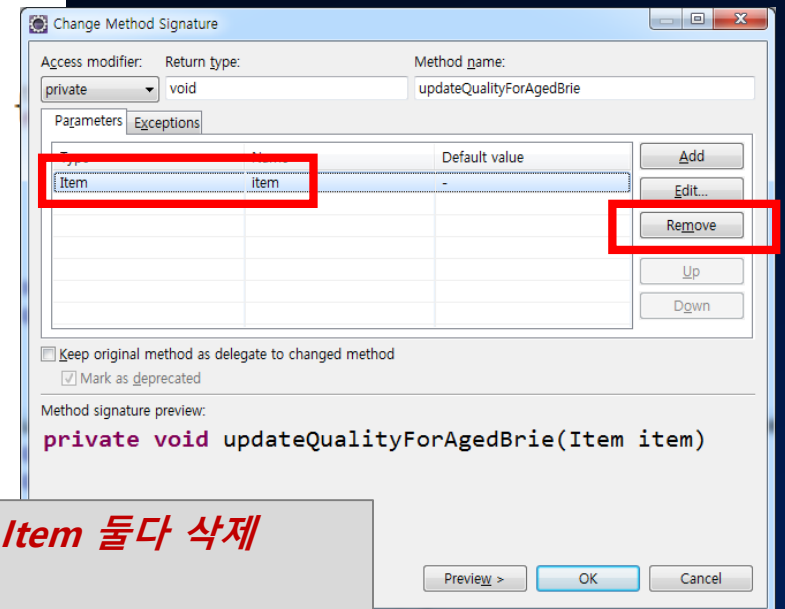 Change Method Signature
Access modifier: Return type: Method name:
private void updateQualityForAgedBrie
Parameters Exceptions
Default value Add
Item item - Edit...
Remove
Up
Down
Keep original method as delegate to changed method
Mark as deprecated
Method signature preview:
private void updateQualityForAgedBrie(Item item)
Item 둘다 삭제
Preview > OK Cancel